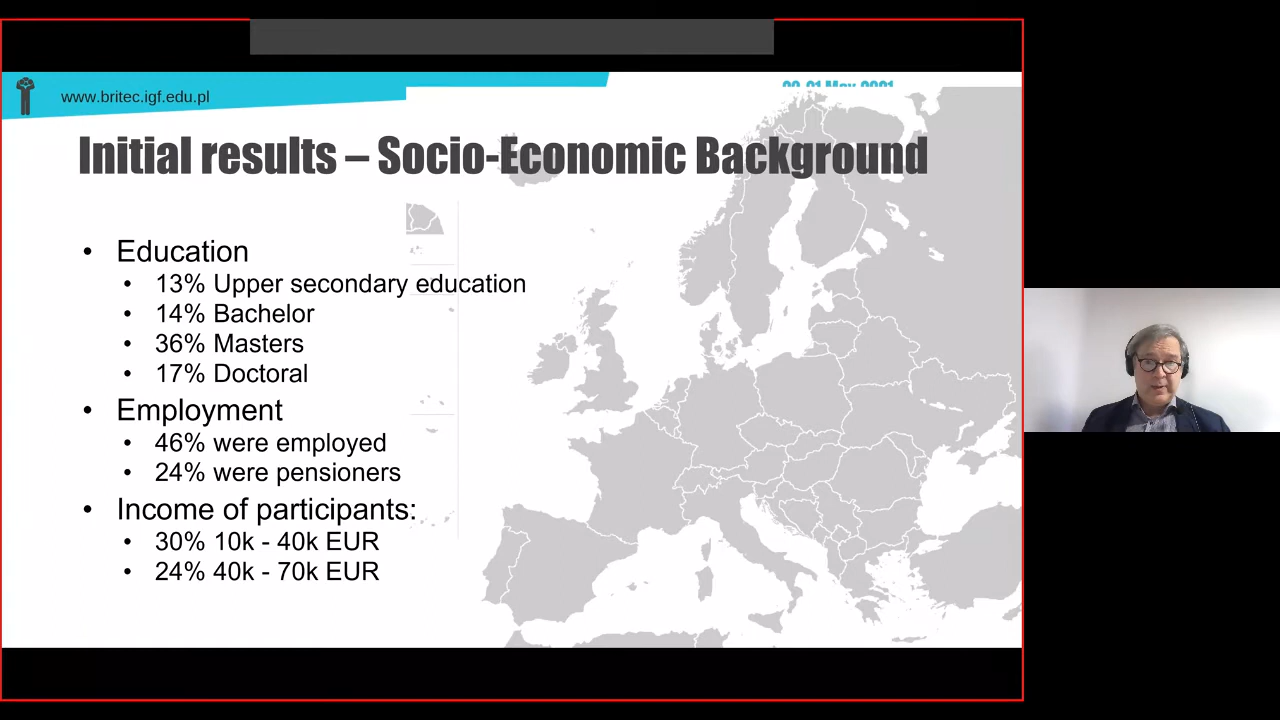 www.britec.igf.edu.pl
Initial results – Socio-Economic Background
• Education
• 13% Upper secondary education
• 14% Bachelor
• 36% Masters
• 17% Doctoral
• Employment
• 46% were employed
• 24% were pensioners
• Income of participants:
• 30% 10k - 40k EUR
• 24% 40k - 70k EUR